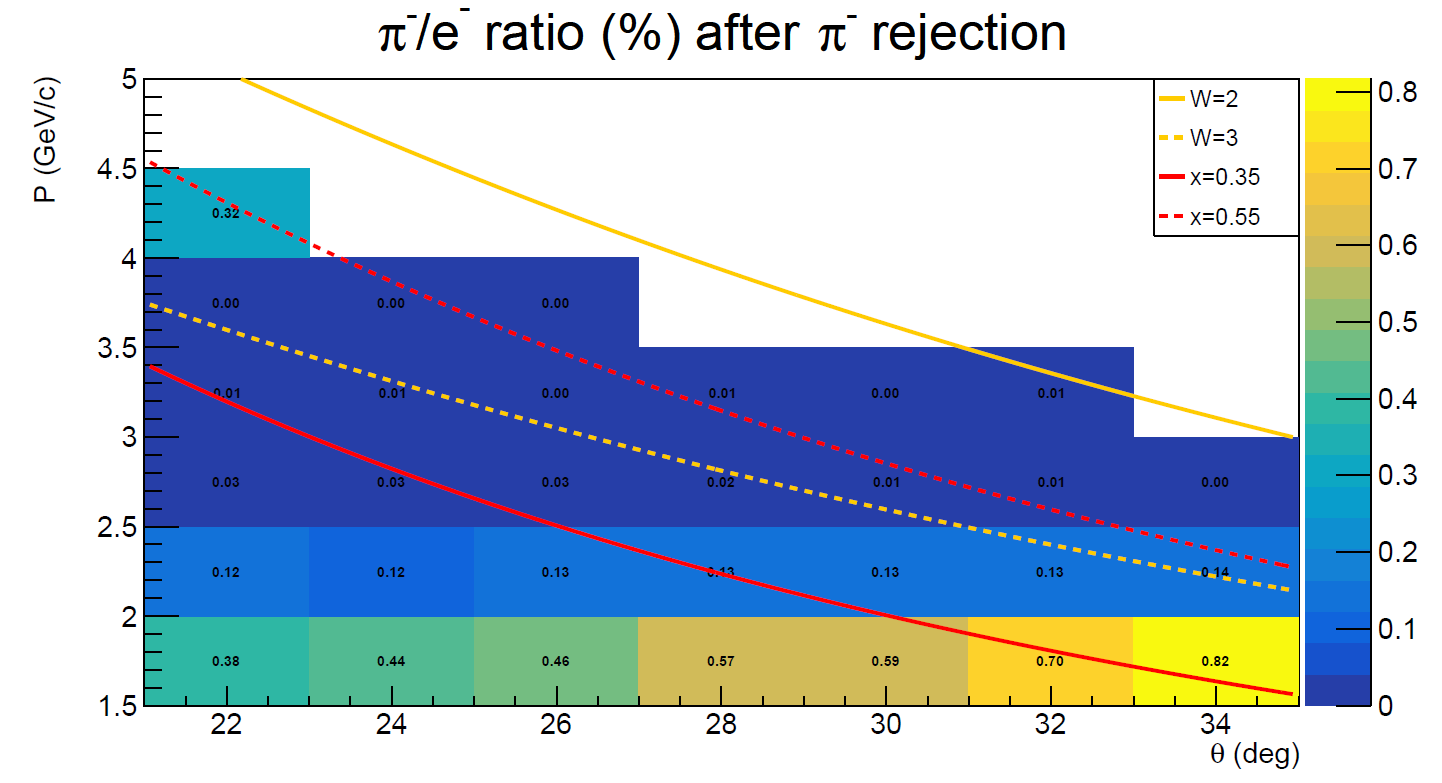 π⁻/e⁻ ratio (%) after π⁻ rejection
P (GeV/c)
5
4.5
4
3.5
3
2.5
2
1.5
W=2
W=3
x=0.35
x=0.55
0.32
0.00 0.00 0.00
0.01 0.01 0.00 0.01 0.00 0.01
0.03 0.03 0.03 0.02 0.01 0.01 0.00
0.12 0.12 0.13 0.13 0.13 0.13 0.14
0.38 0.44 0.46 0.57 0.59 0.70 0.82
22 24 26 28 30 32 34
θ (deg)
0.8
0.7
0.6
0.5
0.4
0.3
0.2
0.1
0